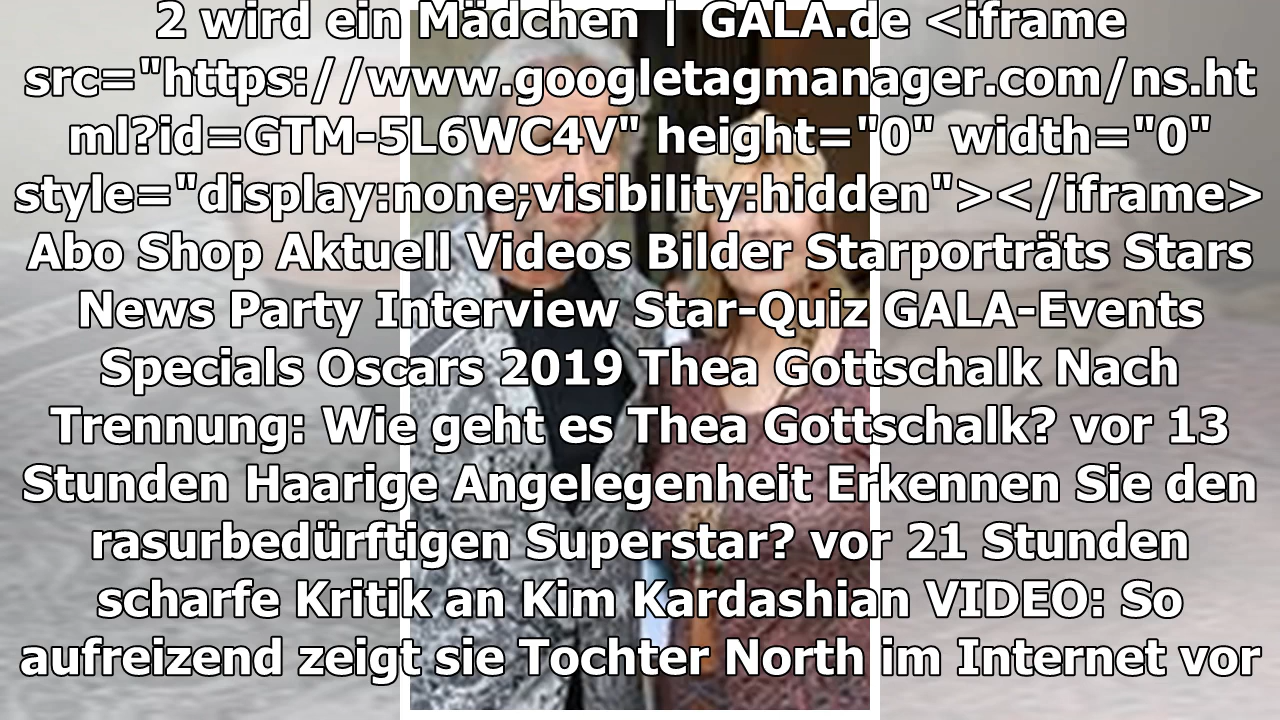 2 wird ein Mädchen | GALA.de <iframe
src="https://www.googletagmanager.com/ns.ht
ml?id=GTM-5L6WC4V" height="0" width="0"
style="display:none;visibility:hidden"></iframe>
Abo Shop Aktuell Videos Bilder Starporträts Stars
News Party Interview Star-Quiz GALA-Events
Specials Oscars 2019 Thea Gottschalk Nach
Trennung: Wie geht es Thea Gottschalk? vor 13
Stunden Haarige Angelegenheit Erkennen Sie den
rasurbedürftigen Superstar? vor 21 Stunden
scharfe Kritik an Kim Kardashian VIDEO: So
aufreizend zeigt sie Tochter North im Internet vor